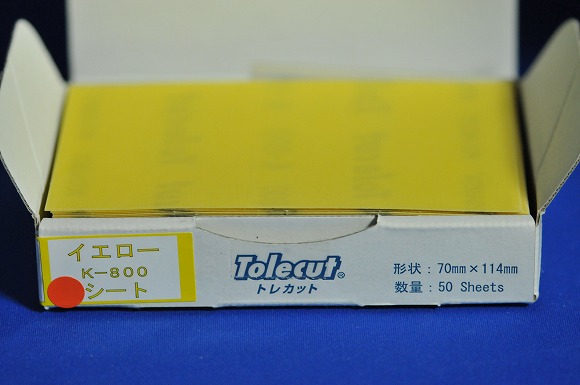 イエロー
K-800
シート
Tolecut®
トレカット
形状：70mm×114mm
数量：50 Sheets